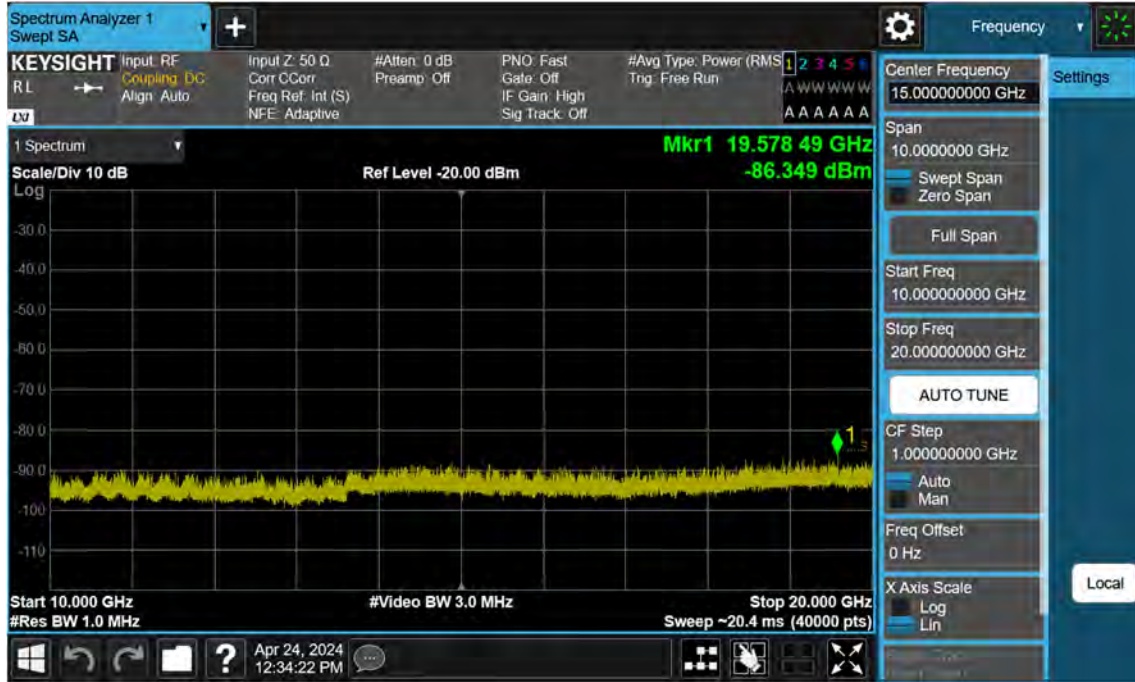 Spectrum Analyzer 1
Swept SA
Frequency
KEYSIGHT
RL
Input: RF
Coupling: DC
Align: Auto
Input Z: 50 Ω
Corr CCorr
Freq Ref: Int (S)
NFE: Adaptive
#Atten: 0 dB
Preamp: Off
PNO: Fast
Gate: Off
IF Gain: High
Sig Track: Off
#Avg Type: Power (RMS
Trig: Free Run
1 2 3 4 5 6
A W W W W W
A A A A A A
1 Spectrum
Scale/Div 10 dB
Ref Level -20.00 dBm
Mkr1 19.578 49 GHz
-86.349 dBm
Log
-30.0
-40.0
-50.0
-60.0
-70.0
-80.0
-90.0
-100
-110
1
Start 10.000 GHz
#Res BW 1.0 MHz
#Video BW 3.0 MHz
Stop 20.000 GHz
Sweep ~20.4 ms (40000 pts)
Apr 24, 2024
12:34:22 PM
Center Frequency
15.000000000 GHz
Settings
Span
10.0000000 GHz
Swept Span
Zero Span
Full Span
Start Freq
10.000000000 GHz
Stop Freq
20.000000000 GHz
AUTO TUNE
CF Step
1.000000000 GHz
Auto
Man
Freq Offset
0 Hz
X Axis Scale
Log
Lin
Local